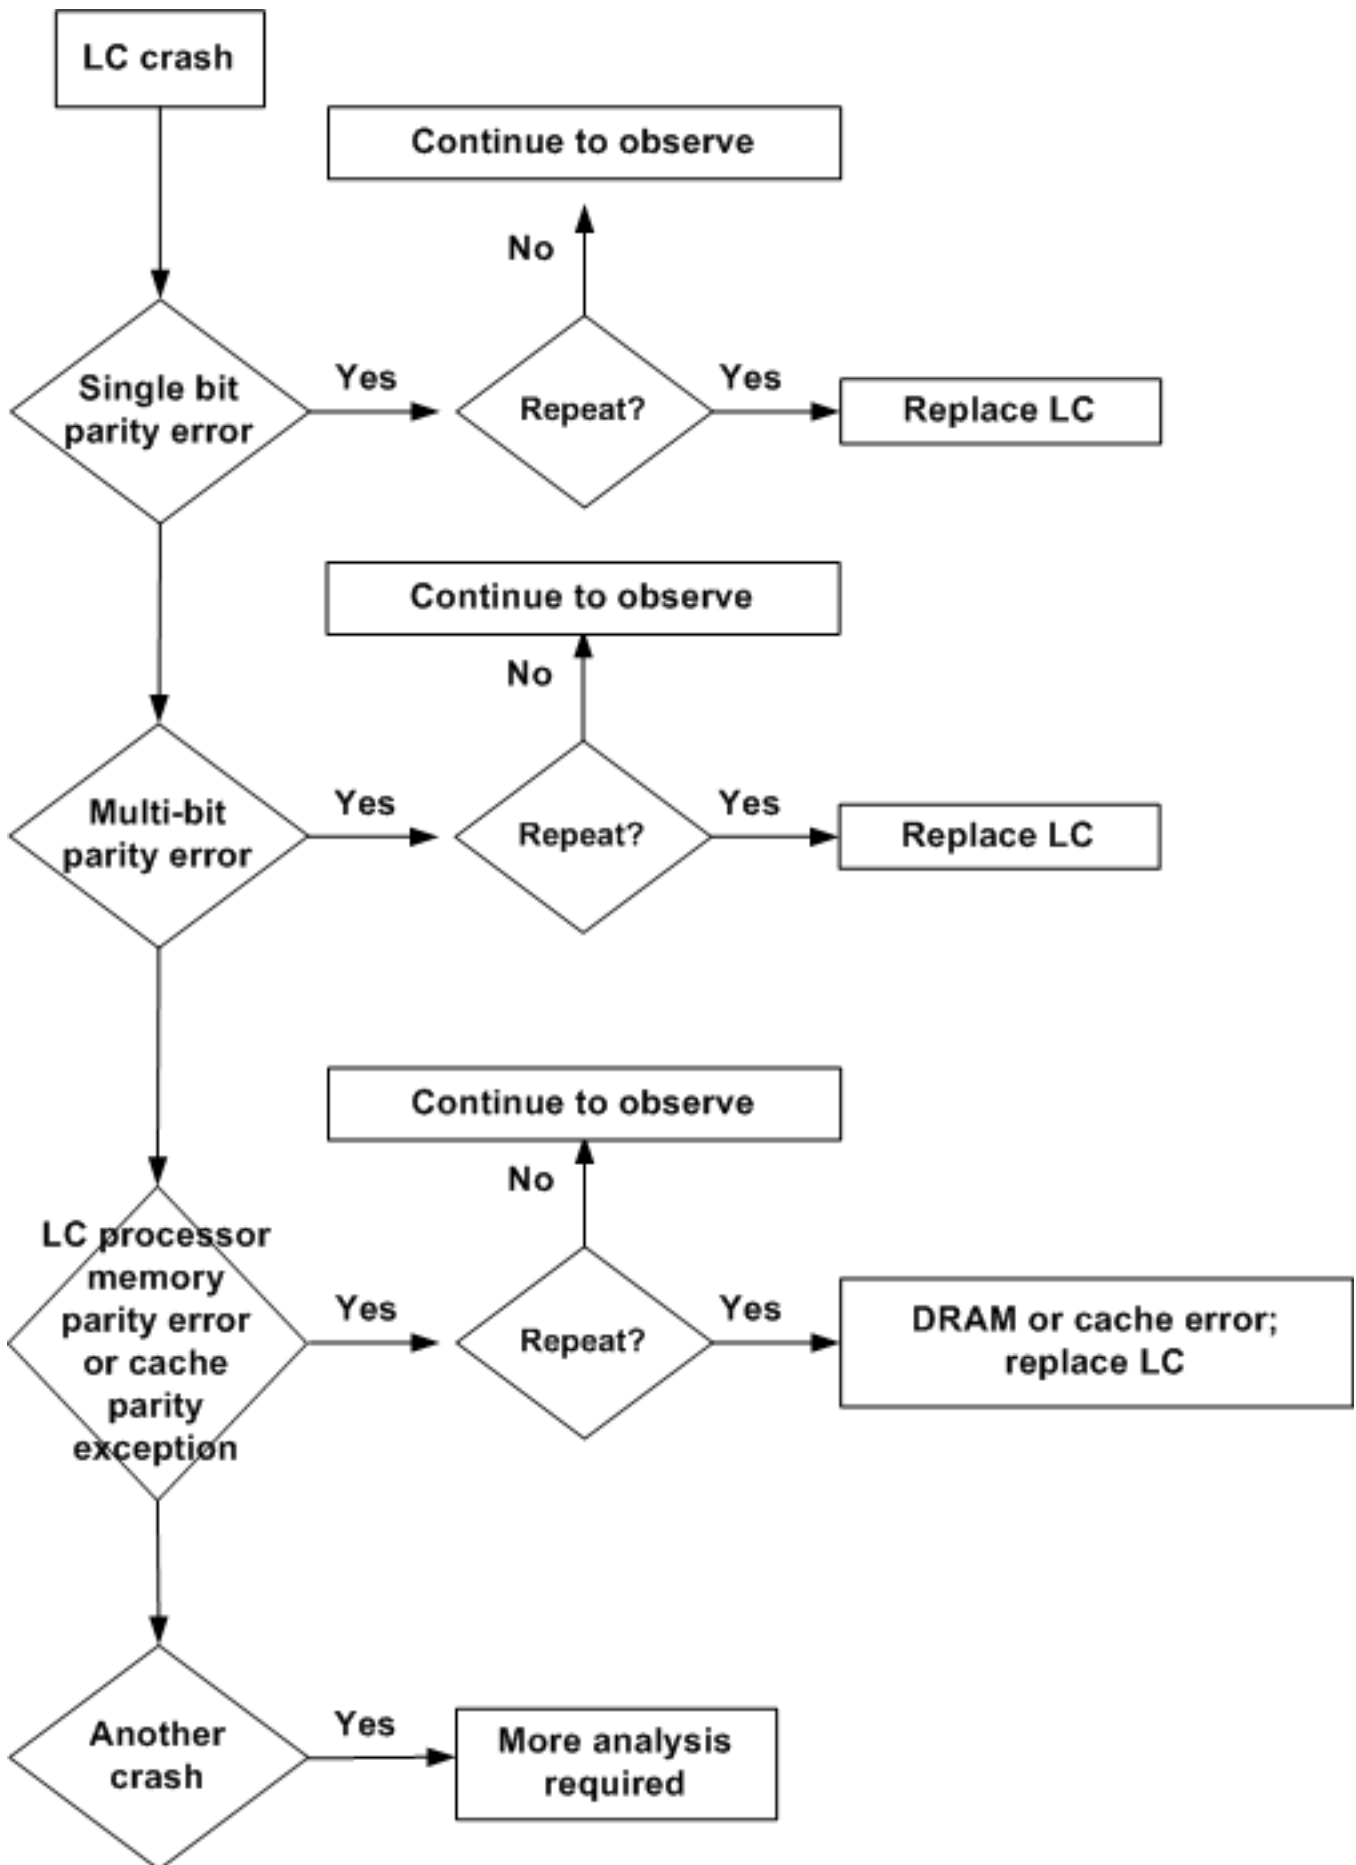 LC crash
Continue to observe
No
Single bit
parity error
Yes
Repeat?
Yes
Replace LC
Continue to observe
No
Multi-bit
parity error
Yes
Repeat?
Yes
Replace LC
Continue to observe
No
LC processor
memory
parity error
or cache
parity
exception
Yes
Repeat?
Yes
DRAM or cache error;
replace LC
Another
crash
Yes
More analysis
required